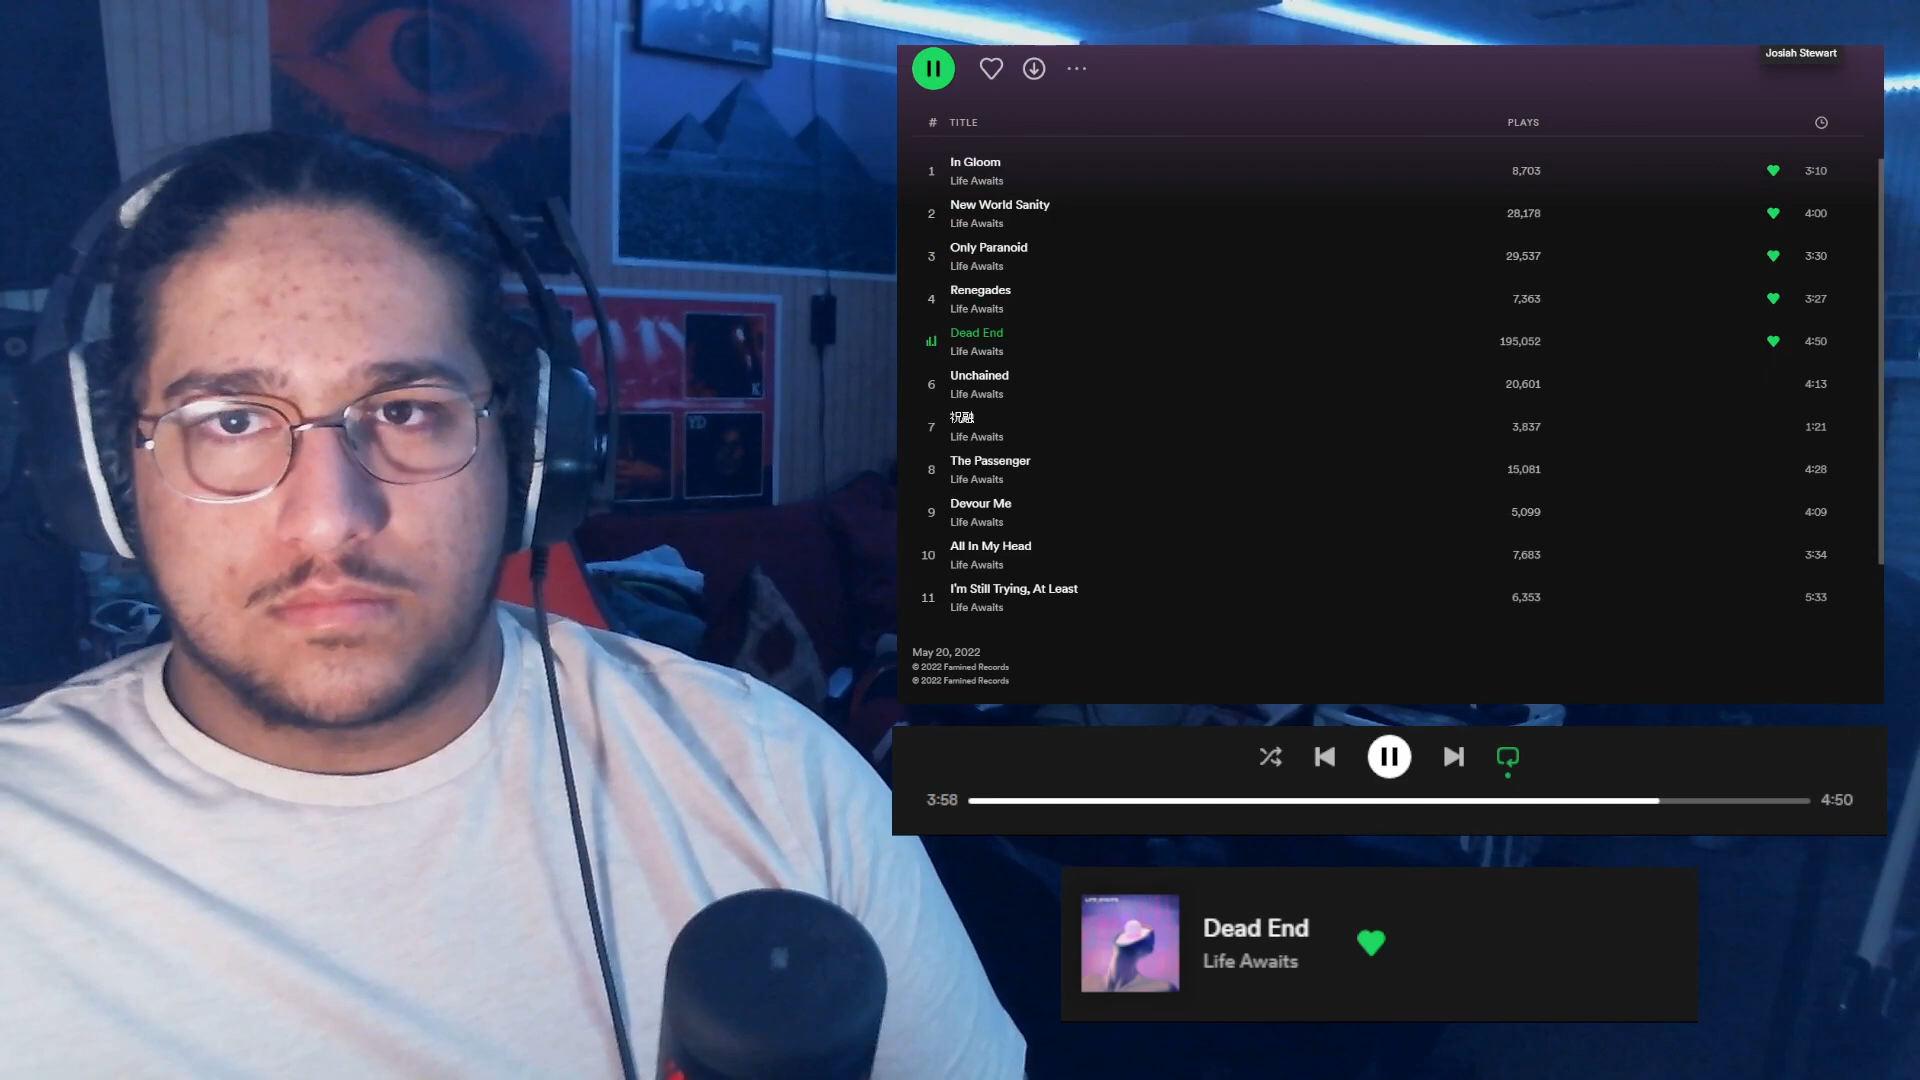 Josiah Stewart
# TITLE PLAYS
1 In Gloom 8,703 3:10
Life Awaits
2 New World Sanity 28,178 4:00
Life Awaits
3 Only Paranoid 29,537 3:30
Life Awaits
4 Renegades 7,363 3:27
Life Awaits
Dead End 195,052 4:50
Life Awaits
6 Unchained 20,601 4:13
Life Awaits
7 祝融 3,837 1:21
Life Awaits
8 The Passenger 15,081 4:28
Life Awaits
9 Devour Me 5,099 4:09
Life Awaits
10 All In My Head 7,683 3:34
Life Awaits
11 I'm Still Trying, At Least 6,353 5:33
Life Awaits
May 20, 2022
© 2022 Famined Records
℗ 2022 Famined Records
3:58 4:50
Dead End
Life Awaits
K
YD